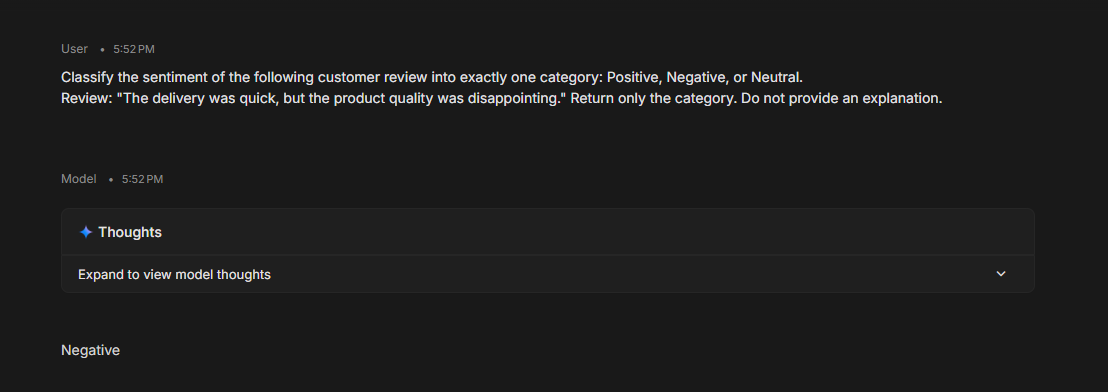 User • 5:52 PM
Classify the sentiment of the following customer review into exactly one category: Positive, Negative, or Neutral.
Review: "The delivery was quick, but the product quality was disappointing." Return only the category. Do not provide an explanation.
Model • 5:52 PM
Thoughts
Expand to view model thoughts
Negative